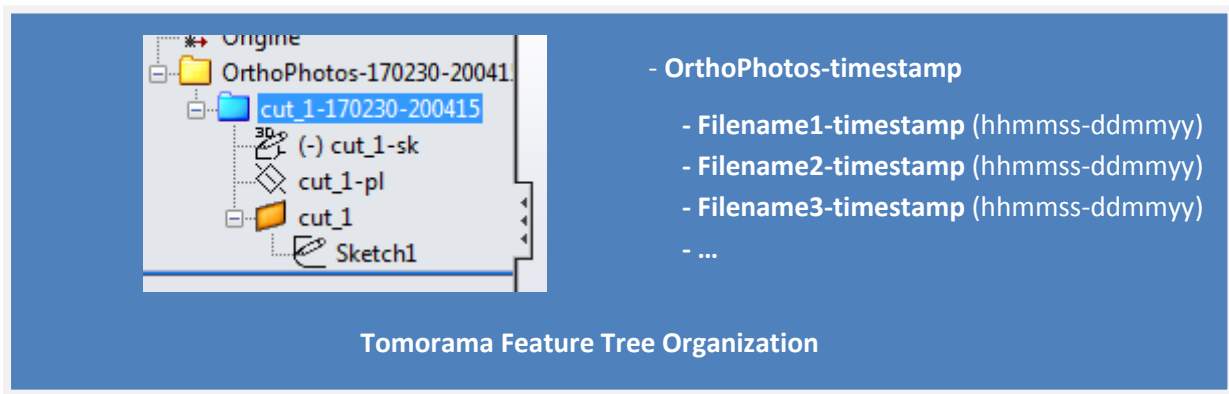 Origine
OrthoPhotos-170230-20041
cut_1-170230-200415
3D
(-) cut_1-sk
cut_1-pl
cut_1
Sketch1
- OrthoPhotos-timestamp
- Filename1-timestamp (hhmmss-ddmmyy)
- Filename2-timestamp (hhmmss-ddmmyy)
- Filename3-timestamp (hhmmss-ddmmyy)
- ...
Tomorama Feature Tree Organization